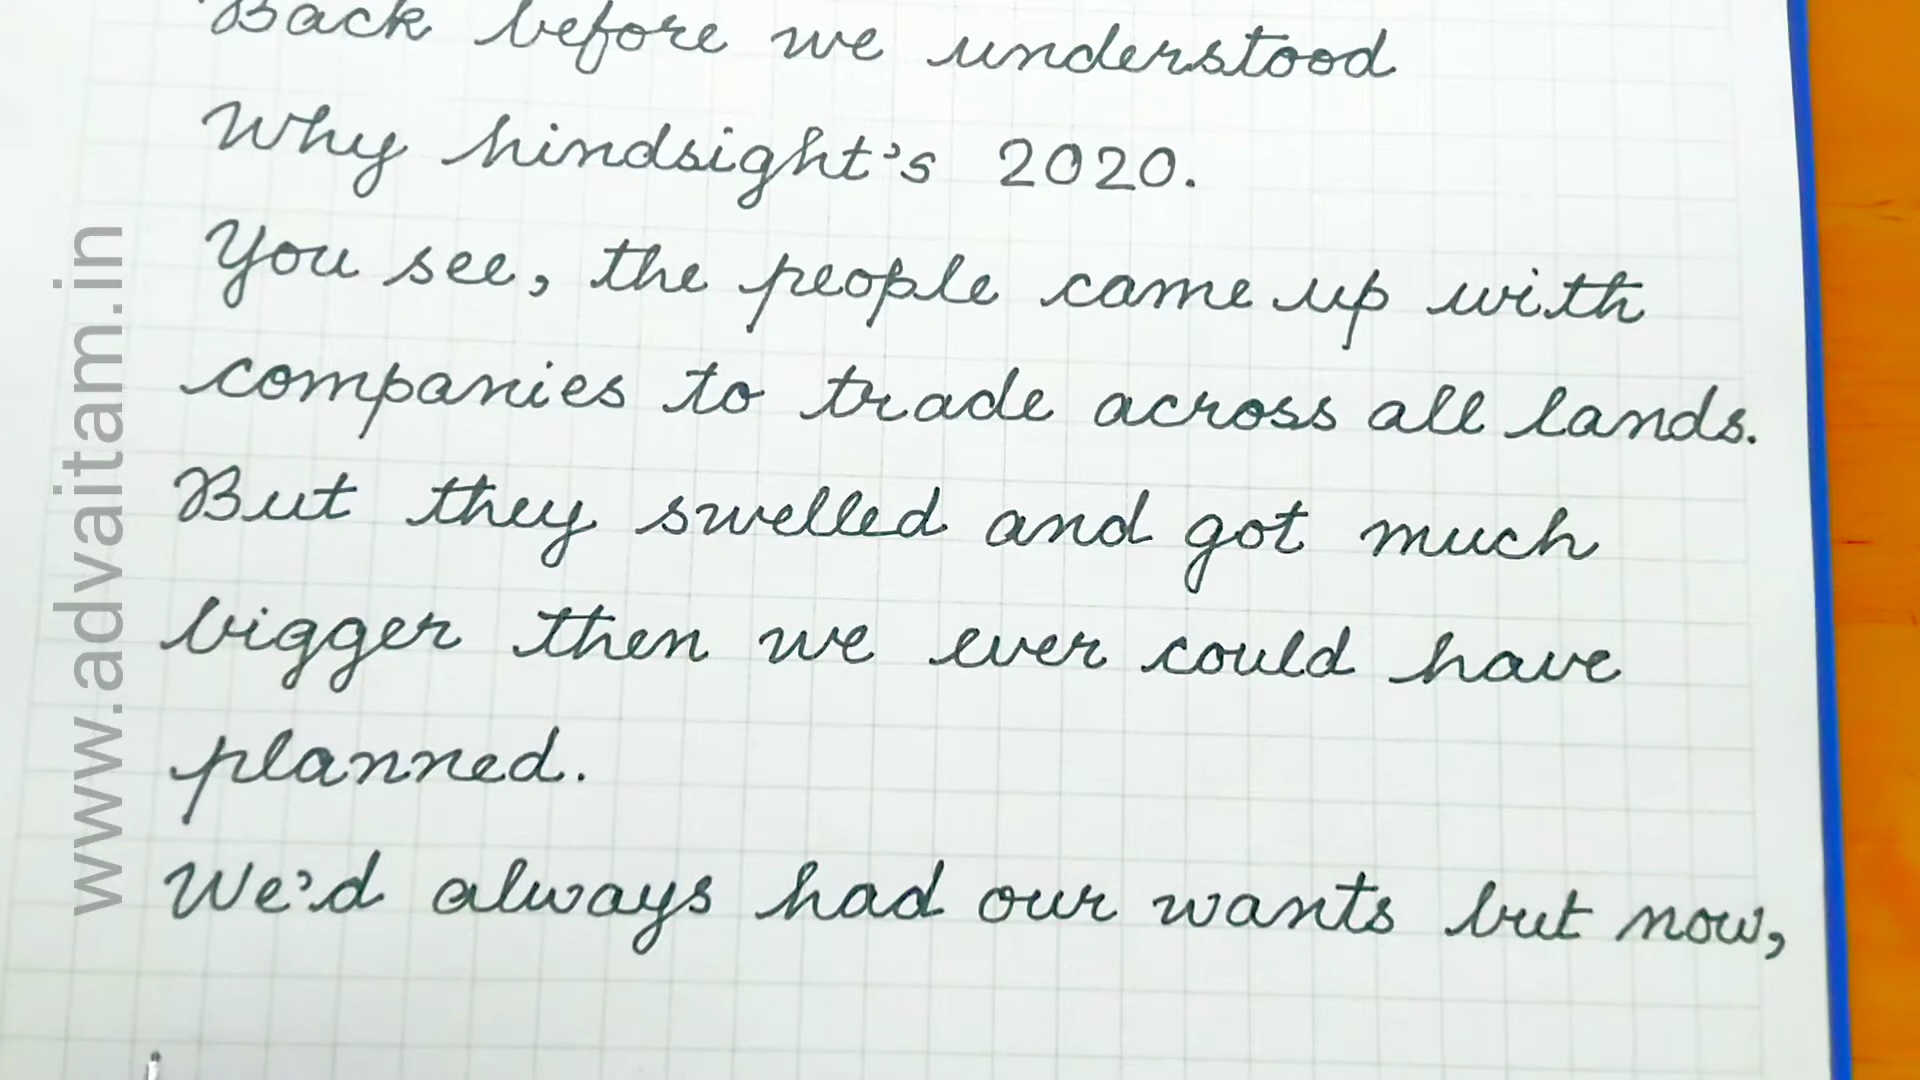 Back before we understood
Why hindsight's 2020.
You see, the people came up with
companies to trade across all lands.
But they swelled and got much
bigger then we ever could have
planned.
We'd always had our wants but now,
www.advaitam.in